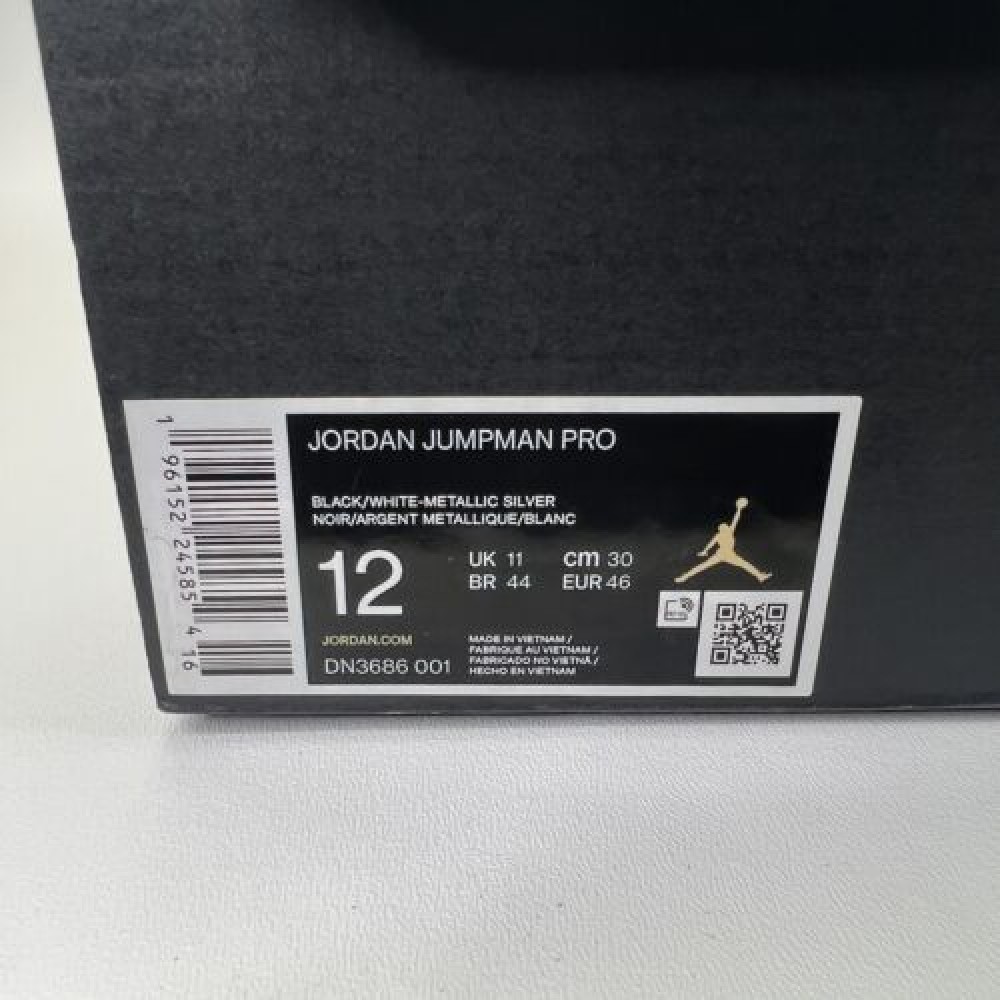 JORDAN JUMPMAN PRO
BLACK/WHITE-METALLIC SILVER
NOIR/ARGENT METALLIQUE/BLANC
12
UK 11 cm 30
BR 44 EUR 46
JORDAN.COM
DN3686 001
MADE IN VIETNAM /
FABRIQUE AU VIETNAM /
FABRICADO NO VIETNÃ /
HECHO EN VIETNAM
1 96152 24585 4 16